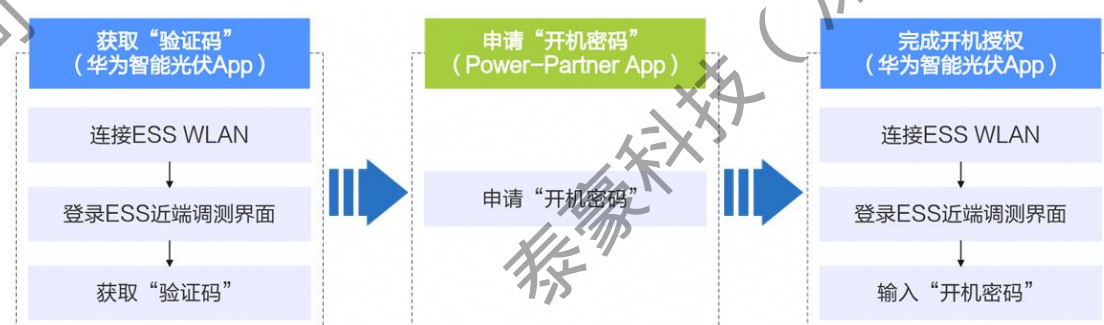 获取“验证码”
（华为智能光伏App）
连接ESS WLAN
登录ESS近端调测界面
获取“验证码”
申请“开机密码”
（Power-Partner App）
申请“开机密码”
完成开机授权
（华为智能光伏App）
连接ESS WLAN
登录ESS近端调测界面
输入“开机密码”
泰豪科技（